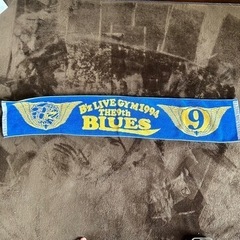 B'z LIVE GYM 1994
THE 9th
BLUES
9